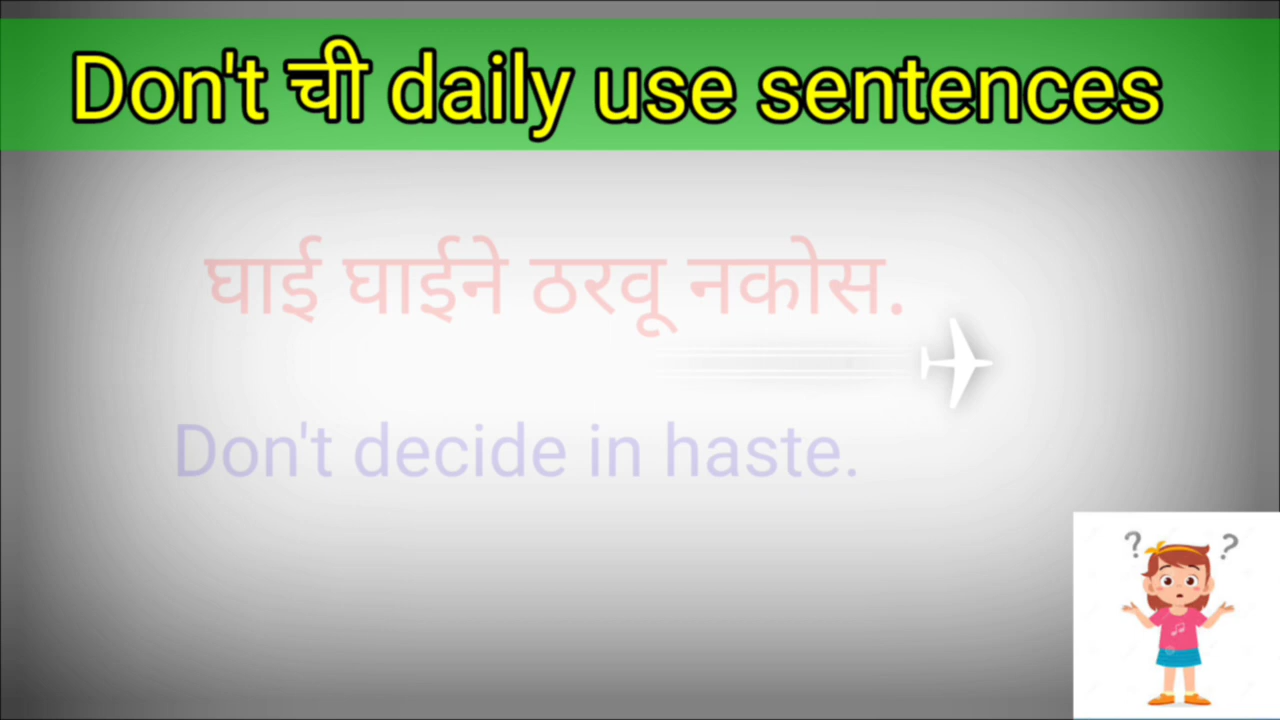 Don't ची daily use sentences
घाई घाईने ठरवू नकोस.
Don't decide in haste.
? ?